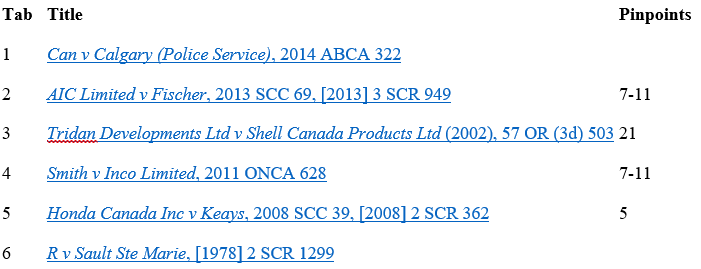 Tab Title Pinpoints
1 Can v Calgary (Police Service), 2014 ABCA 322
2 AIC Limited v Fischer, 2013 SCC 69, [2013] 3 SCR 949 7-11
3 Tridan Developments Ltd v Shell Canada Products Ltd (2002), 57 OR (3d) 503 21
4 Smith v Inco Limited, 2011 ONCA 628 7-11
5 Honda Canada Inc v Keays, 2008 SCC 39, [2008] 2 SCR 362 5
6 R v Sault Ste Marie, [1978] 2 SCR 1299